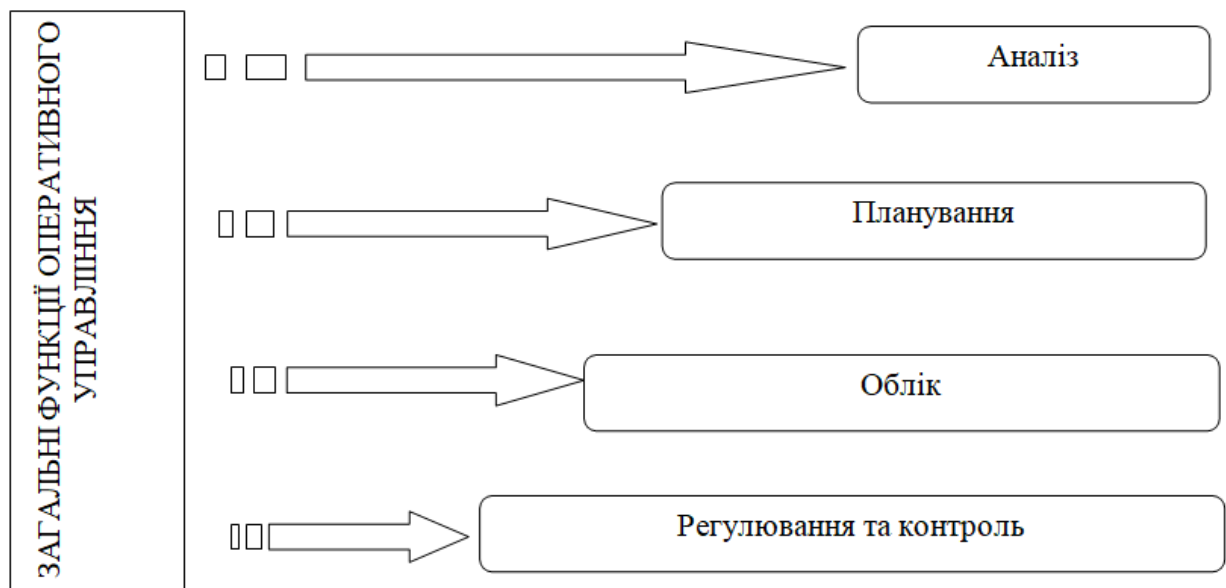 ЗАГАЛЬНІ ФУНКЦІЇ ОПЕРАТИВНОГО
УПРАВЛІННЯ
Аналіз
Планування
Облік
Регулювання та контроль